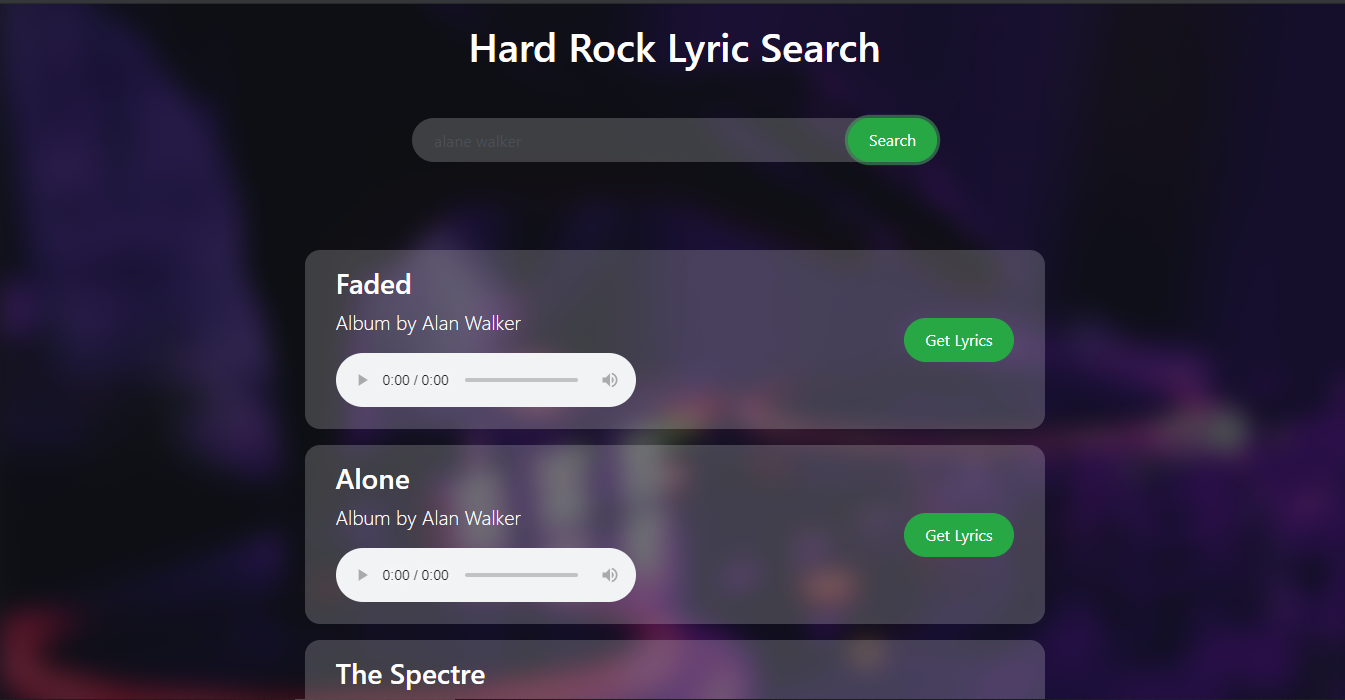 Hard Rock Lyric Search
alane walker
Search
Faded
Album by Alan Walker
Get Lyrics
0:00 / 0:00
Alone
Album by Alan Walker
Get Lyrics
0:00 / 0:00
The Spectre